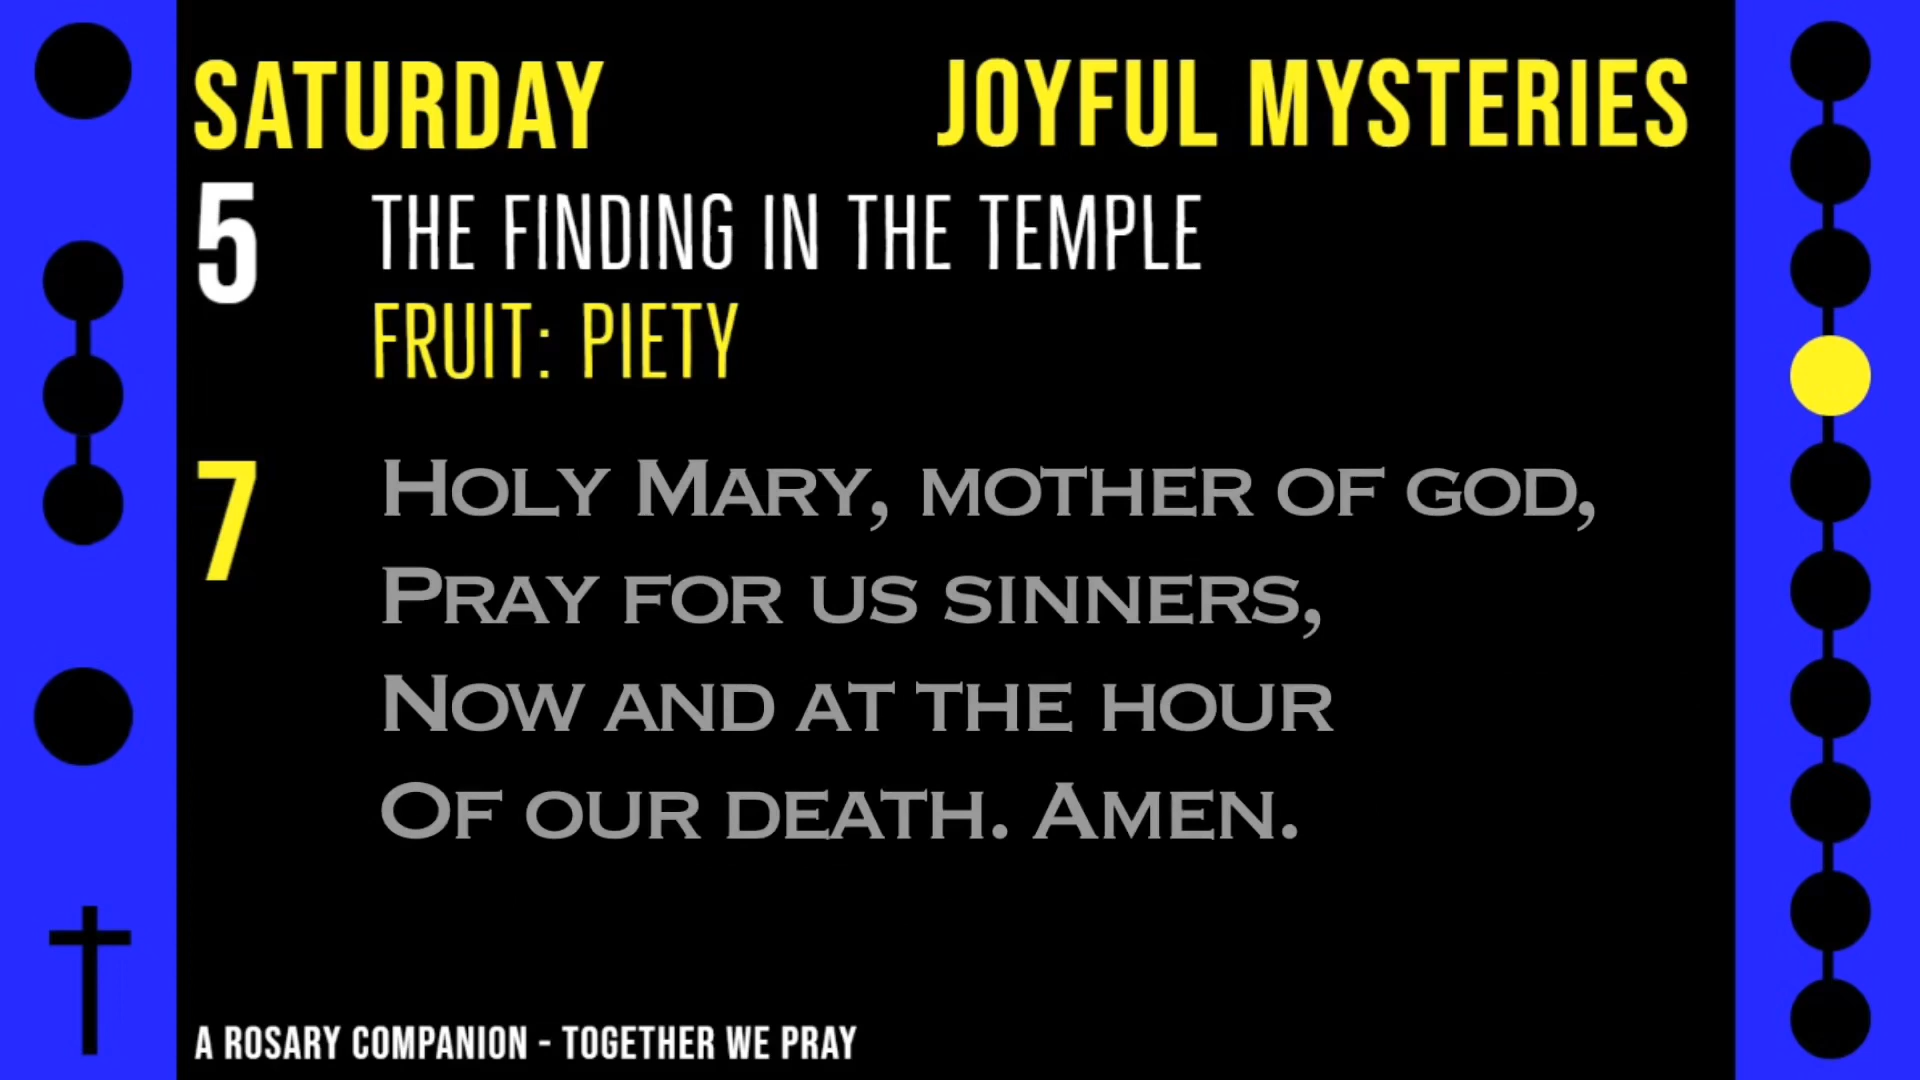 SATURDAY JOYFUL MYSTERIES
5 THE FINDING IN THE TEMPLE
FRUIT: PIETY
7 HOLY MARY, MOTHER OF GOD,
PRAY FOR US SINNERS,
NOW AND AT THE HOUR
OF OUR DEATH. AMEN.
A ROSARY COMPANION - TOGETHER WE PRAY